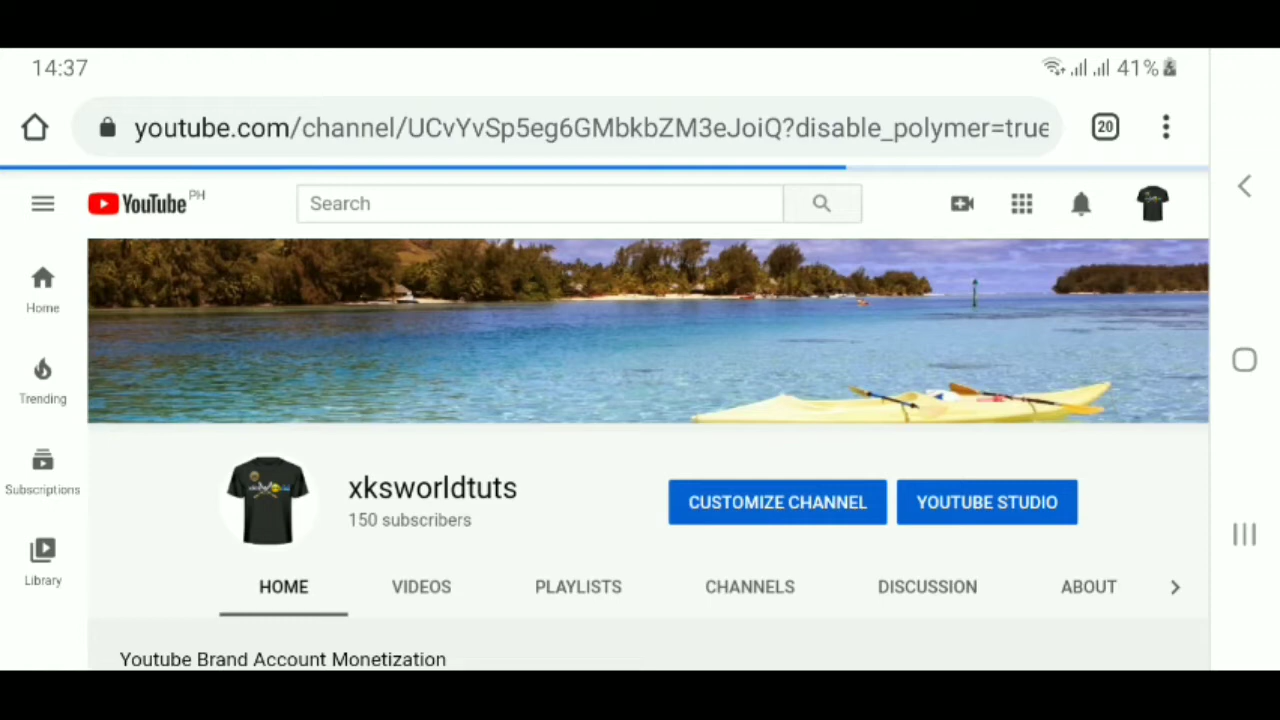 14:37
41%
youtube.com/channel/UCvYvSp5eg6GMbkbZM3eJoiQ?disable_polymer=true
20
YouTube PH
Search
Home
Trending
Subscriptions
Library
xksworldtuts
150 subscribers
CUSTOMIZE CHANNEL
YOUTUBE STUDIO
HOME
VIDEOS
PLAYLISTS
CHANNELS
DISCUSSION
ABOUT
Youtube Brand Account Monetization